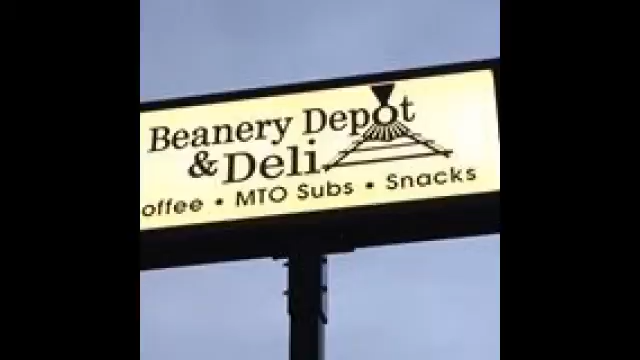 Beanery Depot
& Deli
offee • MTO Subs • Snacks